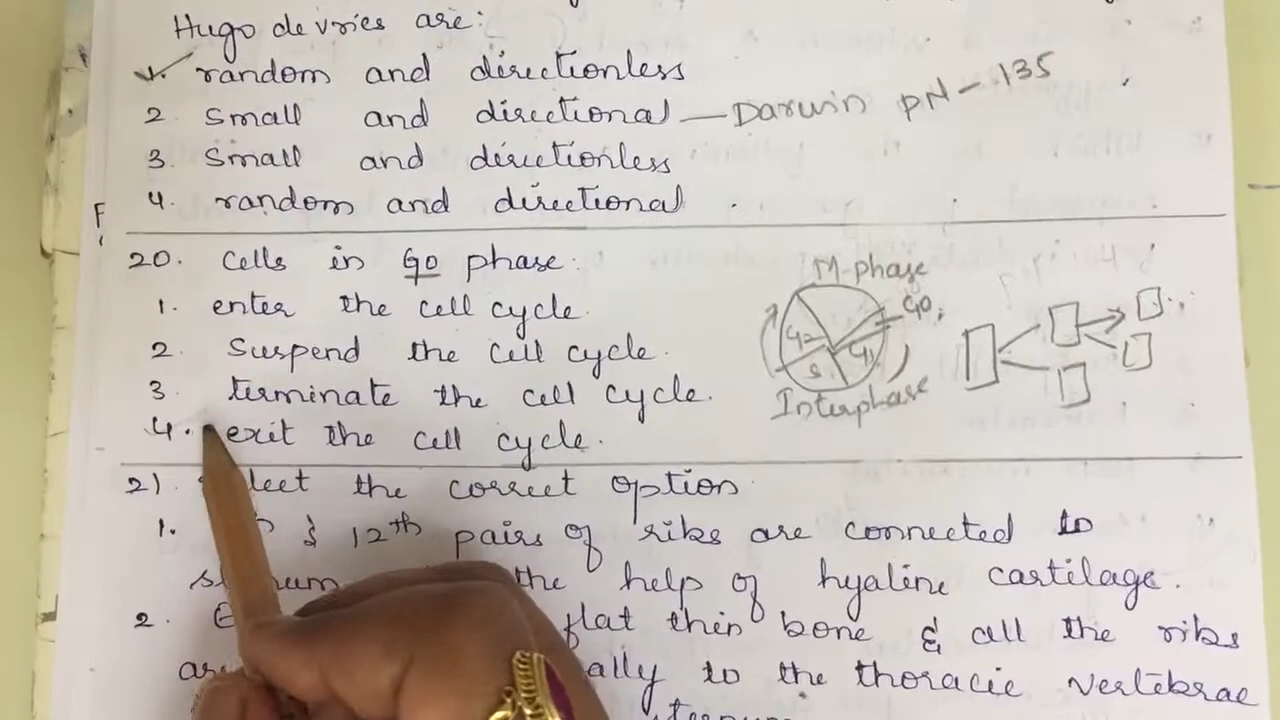 Hugo de vries are:
1. random and directionless
2. Small and directional — Darwin PN - 135
3. Small and directionless
4. random and directional
20. Cells in G0 phase.
1. enter the cell cycle.
2. Suspend the cell cycle.
3. terminate the cell cycle.
4. exit the cell cycle.
M-phase
G0
G2
G1
S
Interphase
21. the correct option
1. & 12th pairs of ribs are connected to
the help of hyaline cartilage.
2. flat thin bone & all the ribs
to the thoracic vertebrae